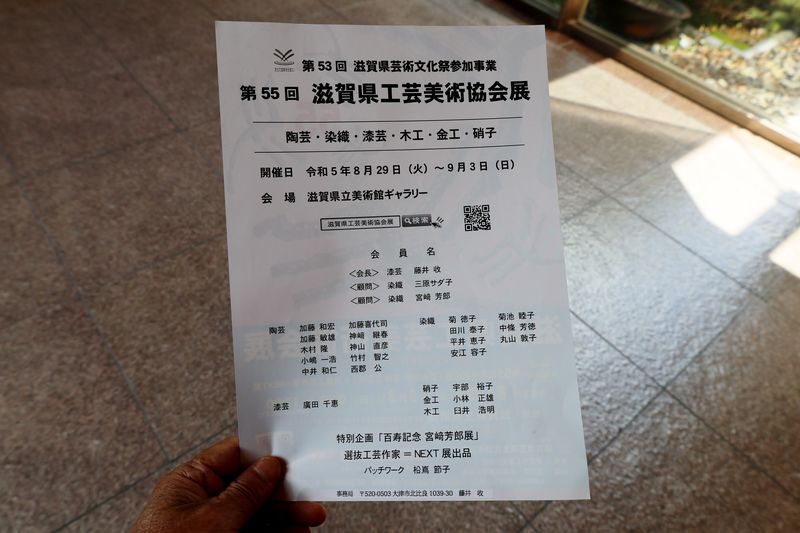 第53回 滋賀県芸術文化祭参加事業
第55回 滋賀県工芸美術協会展
陶芸・染織・漆芸・木工・金工・硝子
開催日 令和5年8月29日（火）～9月3日（日）
会 場 滋賀県立美術館ギャラリー
滋賀県工芸美術協会展 検索
会 員 名
＜会長＞ 漆芸 藤井 收
＜顧問＞ 染織 三原サダ子
＜顧問＞ 染織 宮﨑 芳郎
陶芸 加藤 和宏 加藤喜代司 染織 菊 徳子 菊池 睦子
加藤 敏雄 神﨑 継春 田川 泰子 中條 芳徳
木村 隆 神山 直彦 平井 恵子 丸山 敦子
小嶋 一浩 竹村 智之 安江 容子
中井 和仁 西郡 公
硝子 宇部 裕子
漆芸 廣田 千恵 金工 小林 正雄
木工 臼井 浩明
特別企画「百寿記念 宮﨑芳郎展」
選抜工芸作家＝NEXT 展出品
パッチワーク 松嶌 節子
事務局 〒520-0503 大津市北比良 1039-30 藤井 收